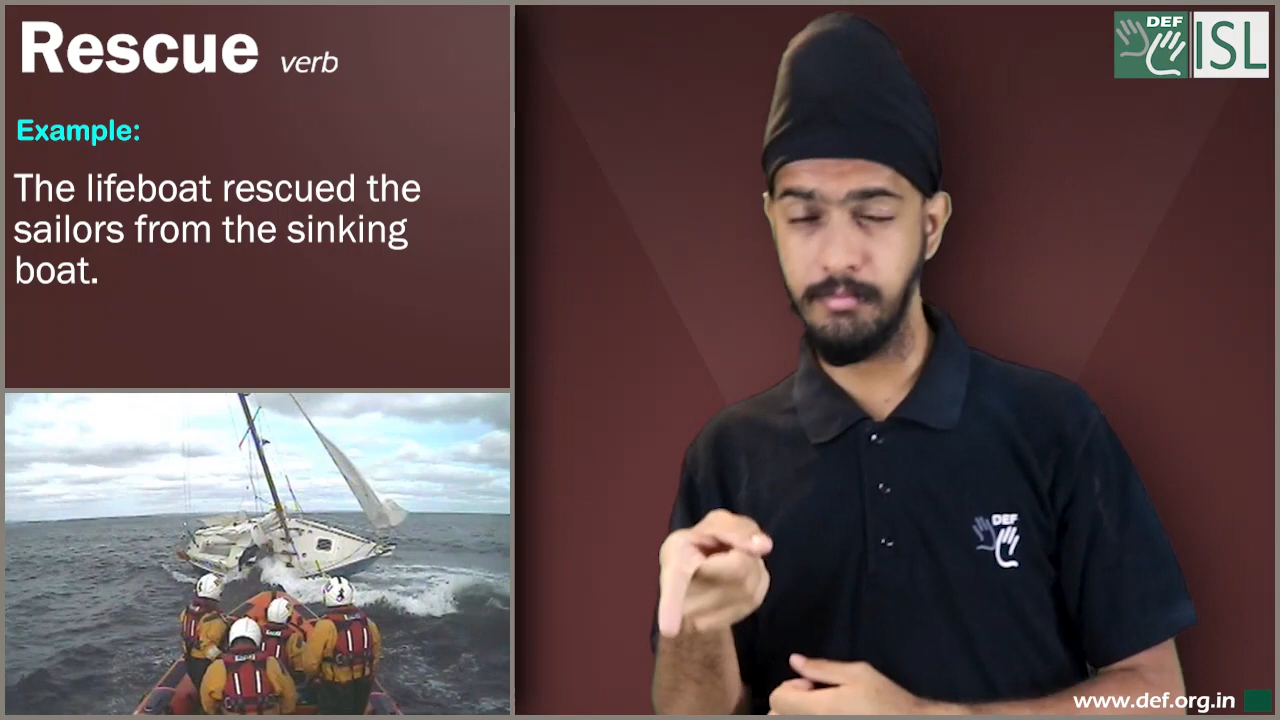 Rescue verb
Example:
The lifeboat rescued the
sailors from the sinking
boat.
DEF
ISL
DEF
www.def.org.in